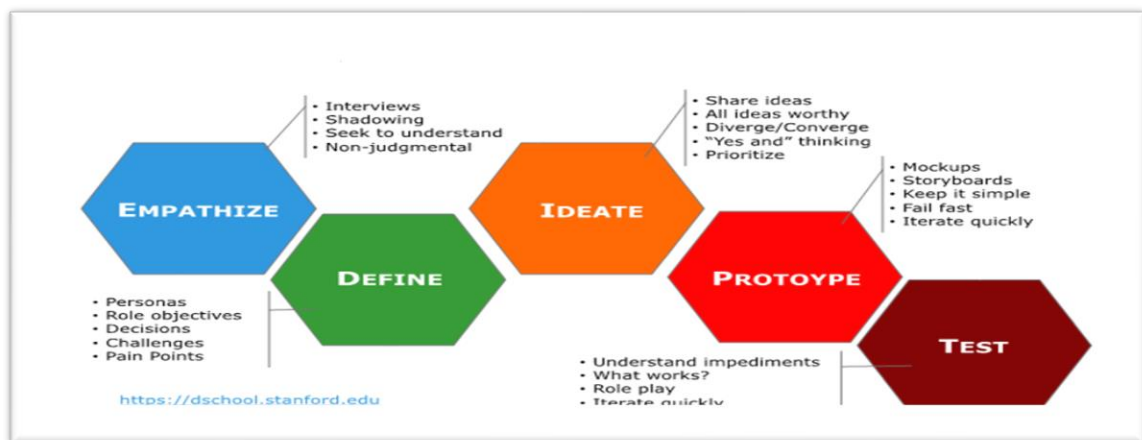 EMPATHIZE
• Interviews
• Shadowing
• Seek to understand
• Non-judgmental
DEFINE
• Personas
• Role objectives
• Decisions
• Challenges
• Pain Points
IDEATE
• Share ideas
• All ideas worthy
• Diverge/Converge
• "Yes and" thinking
• Prioritize
PROTOYPE
• Mockups
• Storyboards
• Keep it simple
• Fail fast
• Iterate quickly
TEST
• Understand impediments
• What works?
• Role play
• Iterate quickly
https://dschool.stanford.edu